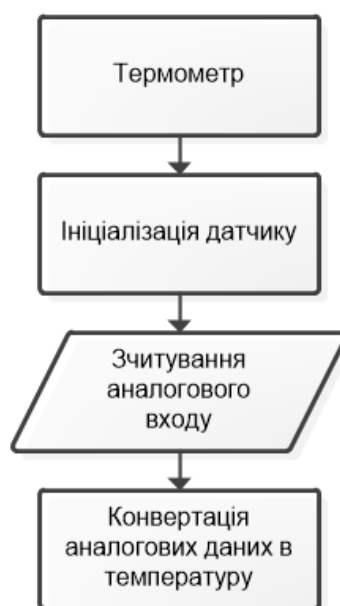 Термометр
Ініціалізація датчику
Зчитування
аналогового
входу
Конвертація
аналогових даних в
температуру